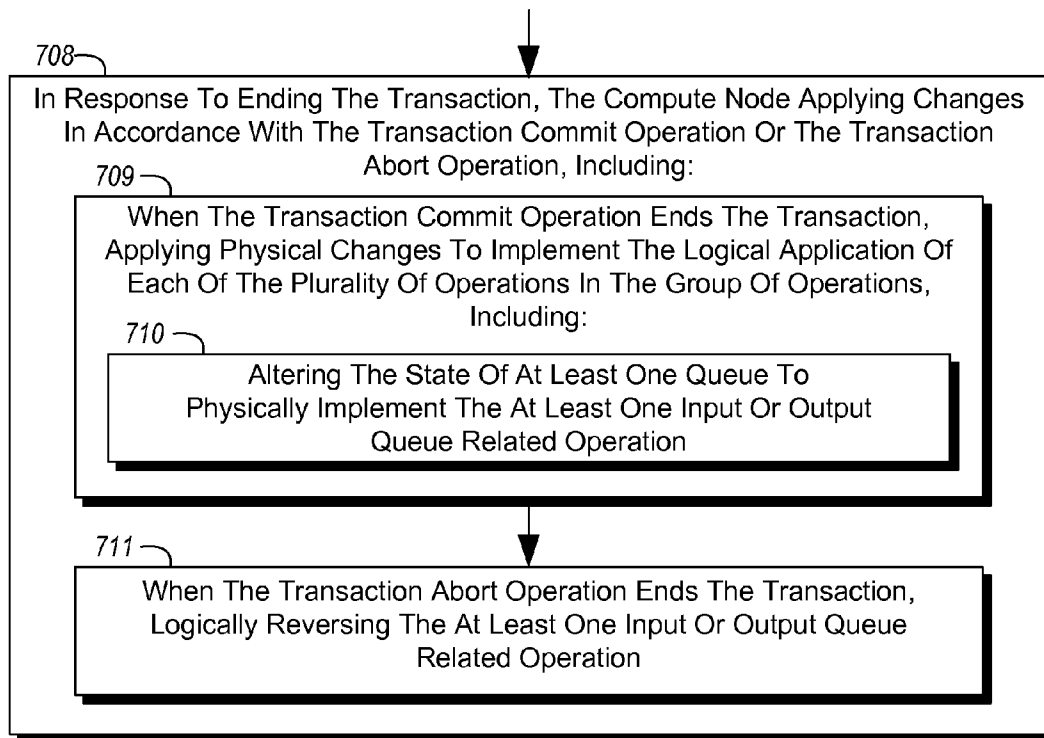 708
In Response To Ending The Transaction, The Compute Node Applying Changes
In Accordance With The Transaction Commit Operation Or The Transaction
Abort Operation, Including:
709
When The Transaction Commit Operation Ends The Transaction,
Applying Physical Changes To Implement The Logical Application Of
Each Of The Plurality Of Operations In The Group Of Operations,
Including:
710
Altering The State Of At Least One Queue To
Physically Implement The At Least One Input Or Output
Queue Related Operation
711
When The Transaction Abort Operation Ends The Transaction,
Logically Reversing The At Least One Input Or Output Queue
Related Operation